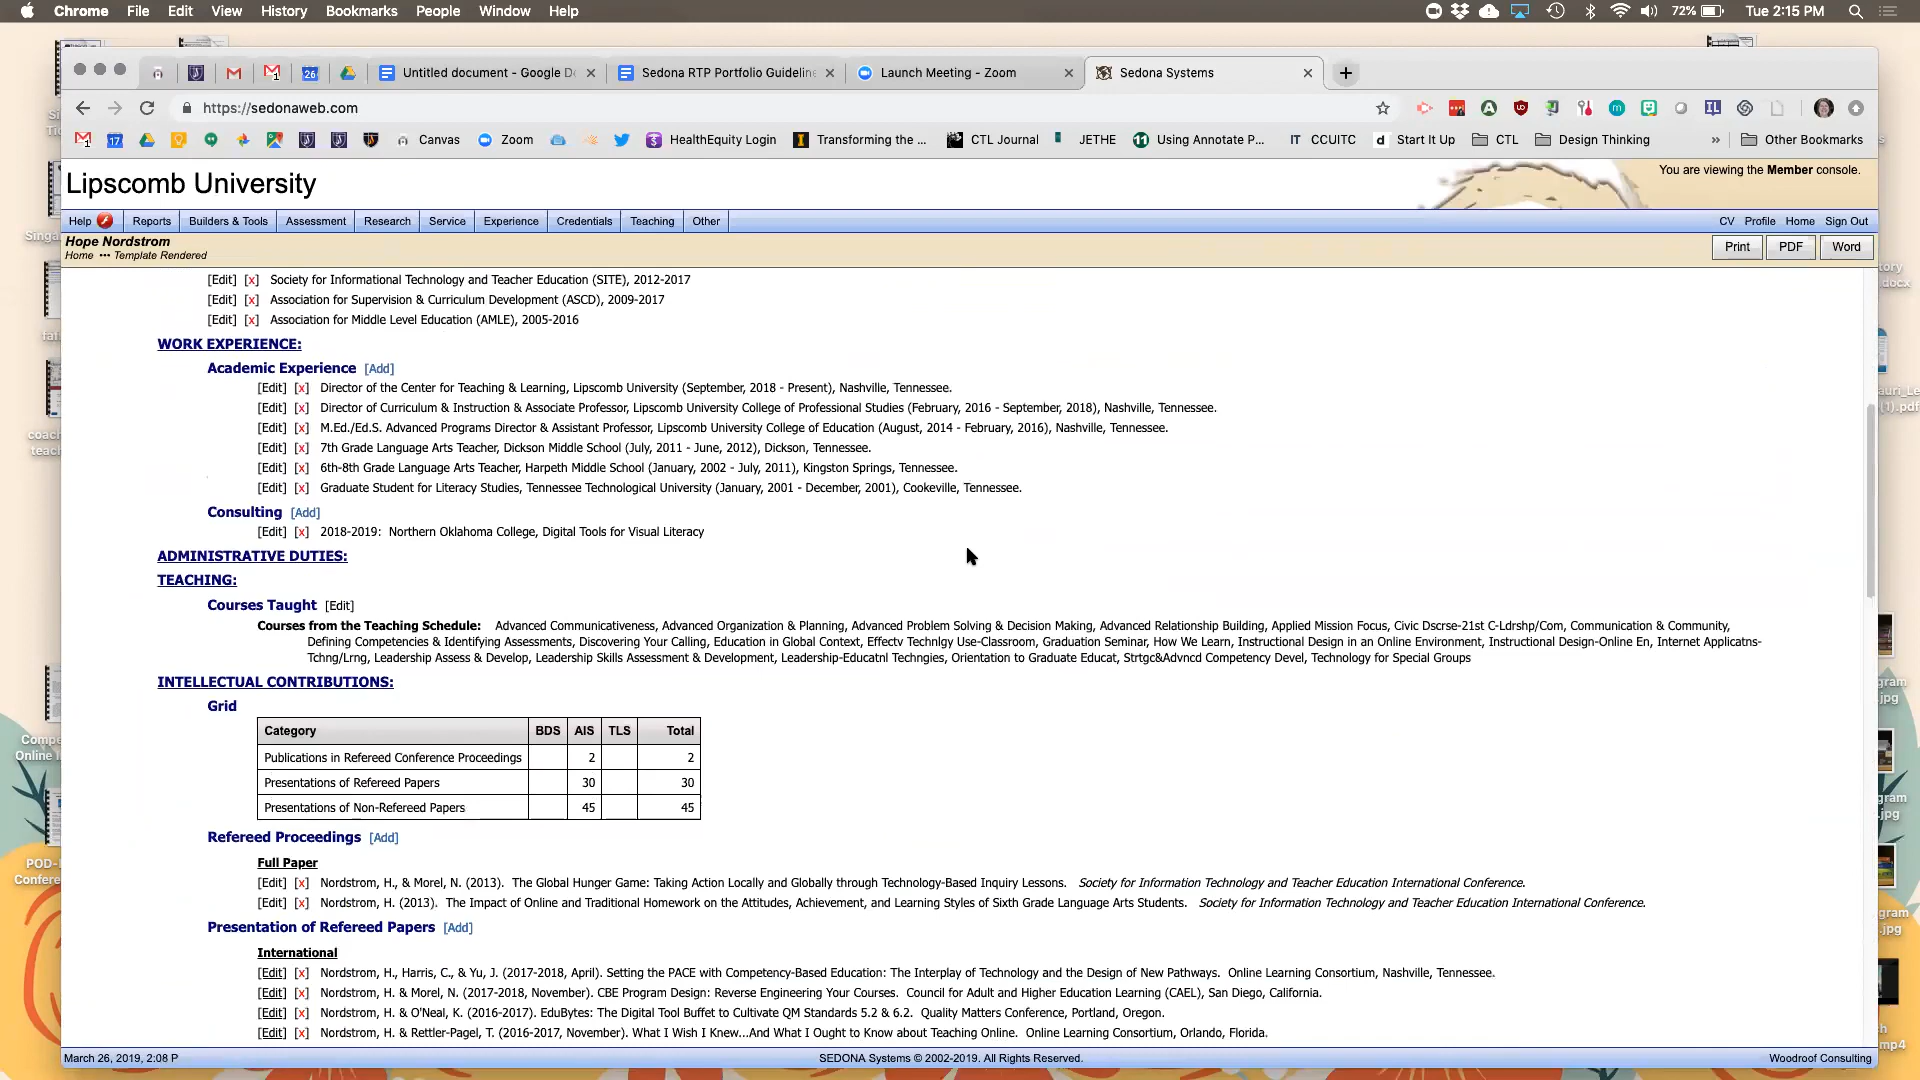 Chrome File Edit View History Bookmarks People Window Help 72% Tue 2:15 PM
Untitled document - Google D Sedona RTP Portfolio Guideline Launch Meeting - Zoom Sedona Systems
https://sedonaweb.com
Canvas Zoom HealthEquity Login Transforming the ... CTL Journal JETHE Using Annotate P... IT CCUITC Start It Up CTL Design Thinking » Other Bookmarks
Lipscomb University
You are viewing the Member console.
Help Reports Builders & Tools Assessment Research Service Experience Credentials Teaching Other CV Profile Home Sign Out
Hope Nordstrom
Home ••• Template Rendered
Print PDF Word
[Edit] [x] Society for Informational Technology and Teacher Education (SITE), 2012-2017
[Edit] [x] Association for Supervision & Curriculum Development (ASCD), 2009-2017
[Edit] [x] Association for Middle Level Education (AMLE), 2005-2016
WORK EXPERIENCE:
Academic Experience [Add]
[Edit] [x] Director of the Center for Teaching & Learning, Lipscomb University (September, 2018 - Present), Nashville, Tennessee.
[Edit] [x] Director of Curriculum & Instruction & Associate Professor, Lipscomb University College of Professional Studies (February, 2016 - September, 2018), Nashville, Tennessee.
[Edit] [x] M.Ed./Ed.S. Advanced Programs Director & Assistant Professor, Lipscomb University College of Education (August, 2014 - February, 2016), Nashville, Tennessee.
[Edit] [x] 7th Grade Language Arts Teacher, Dickson Middle School (July, 2011 - June, 2012), Dickson, Tennessee.
[Edit] [x] 6th-8th Grade Language Arts Teacher, Harpeth Middle School (January, 2002 - July, 2011), Kingston Springs, Tennessee.
[Edit] [x] Graduate Student for Literacy Studies, Tennessee Technological University (January, 2001 - December, 2001), Cookeville, Tennessee.
Consulting [Add]
[Edit] [x] 2018-2019: Northern Oklahoma College, Digital Tools for Visual Literacy
ADMINISTRATIVE DUTIES:
TEACHING:
Courses Taught [Edit]
Courses from the Teaching Schedule: Advanced Communicativeness, Advanced Organization & Planning, Advanced Problem Solving & Decision Making, Advanced Relationship Building, Applied Mission Focus, Civic Dscrse-21st C-Ldrshp/Com, Communication & Community,
Defining Competencies & Identifying Assessments, Discovering Your Calling, Education in Global Context, Effectv Technlgy Use-Classroom, Graduation Seminar, How We Learn, Instructional Design in an Online Environment, Instructional Design-Online En, Internet Applicatns-
Tchng/Lrng, Leadership Assess & Develop, Leadership Skills Assessment & Development, Leadership-Educatnl Techngies, Orientation to Graduate Educat, Strtgc&Advncd Competency Devel, Technology for Special Groups
INTELLECTUAL CONTRIBUTIONS:
Grid
Category BDS AIS TLS Total
Publications in Refereed Conference Proceedings 2 2
Presentations of Refereed Papers 30 30
Presentations of Non-Refereed Papers 45 45
Refereed Proceedings [Add]
Full Paper
[Edit] [x] Nordstrom, H., & Morel, N. (2013). The Global Hunger Game: Taking Action Locally and Globally through Technology-Based Inquiry Lessons. Society for Information Technology and Teacher Education International Conference.
[Edit] [x] Nordstrom, H. (2013). The Impact of Online and Traditional Homework on the Attitudes, Achievement, and Learning Styles of Sixth Grade Language Arts Students. Society for Information Technology and Teacher Education International Conference.
Presentation of Refereed Papers [Add]
International
[Edit] [x] Nordstrom, H., Harris, C., & Yu, J. (2017-2018, April). Setting the PACE with Competency-Based Education: The Interplay of Technology and the Design of New Pathways. Online Learning Consortium, Nashville, Tennessee.
[Edit] [x] Nordstrom, H. & Morel, N. (2017-2018, November). CBE Program Design: Reverse Engineering Your Courses. Council for Adult and Higher Education Learning (CAEL), San Diego, California.
[Edit] [x] Nordstrom, H. & O'Neal, K. (2016-2017). EduBytes: The Digital Tool Buffet to Cultivate QM Standards 5.2 & 6.2. Quality Matters Conference, Portland, Oregon.
[Edit] [x] Nordstrom, H. & Rettler-Pagel, T. (2016-2017, November). What I Wish I Knew...And What I Ought to Know about Teaching Online. Online Learning Consortium, Orlando, Florida.
March 26, 2019, 2:08 P SEDONA Systems © 2002-2019. All Rights Reserved. Woodroof Consulting